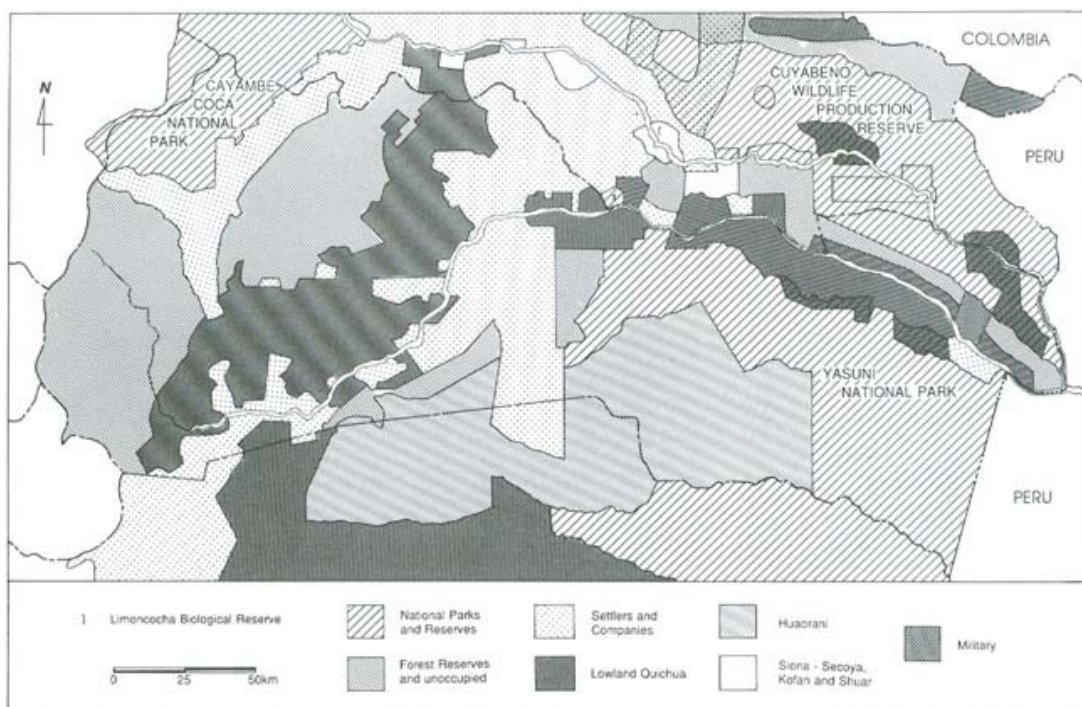 COLOMBIA
N
CAYAMBE
COCA
NATIONAL
PARK
CUYABENO
WILDLIFE
PRODUCTION
RESERVE
PERU
1
YASUNI
NATIONAL PARK
PERU
1 Limoncocha Biological Reserve
0 25 50km
National Parks
and Reserves
Forest Reserves
and unoccupied
Settlers and
Companies
Lowland Quichua
Huaorani
Siona - Secoya,
Kofan and Shuar
Military